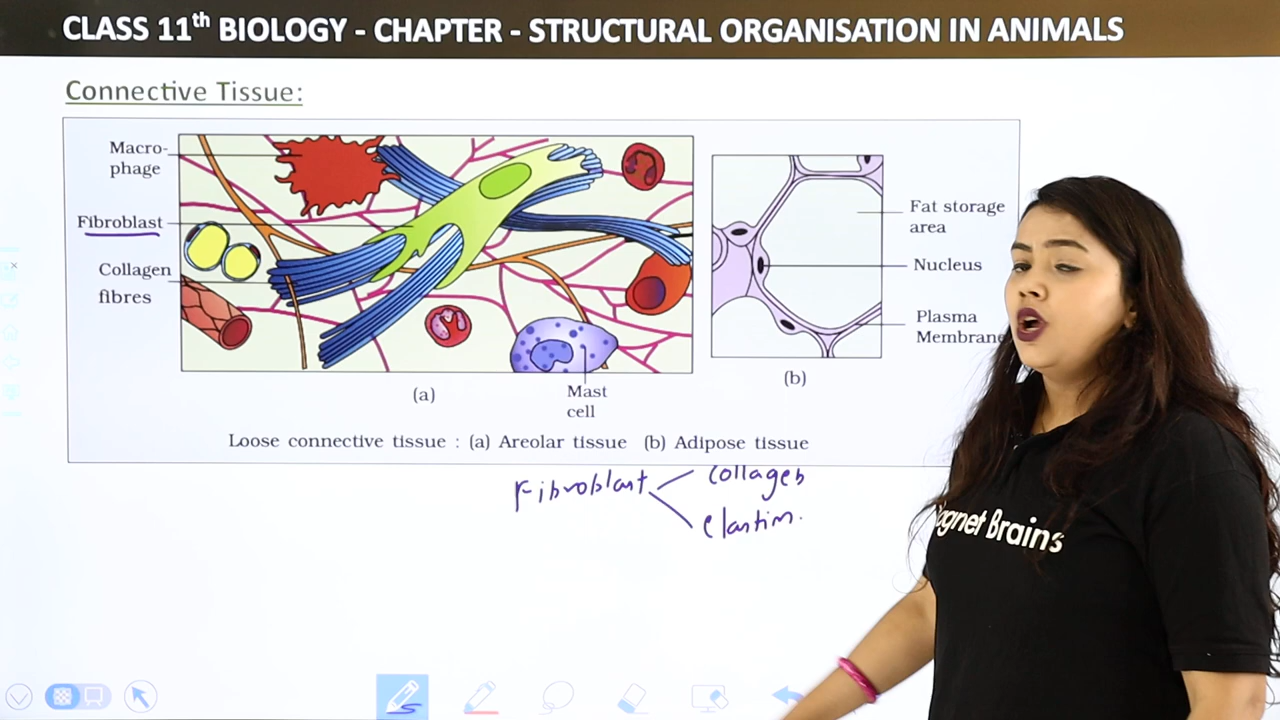 CLASS 11th BIOLOGY - CHAPTER - STRUCTURAL ORGANISATION IN ANIMALS
Connective Tissue:
Macro-
phage
Fibroblast
Collagen
fibres
Mast
cell
(a)
Fat storage
area
Nucleus
Plasma
Membrane
(b)
Loose connective tissue : (a) Areolar tissue (b) Adipose tissue
Fibroblast
collagen
elastin.
gnet Brains